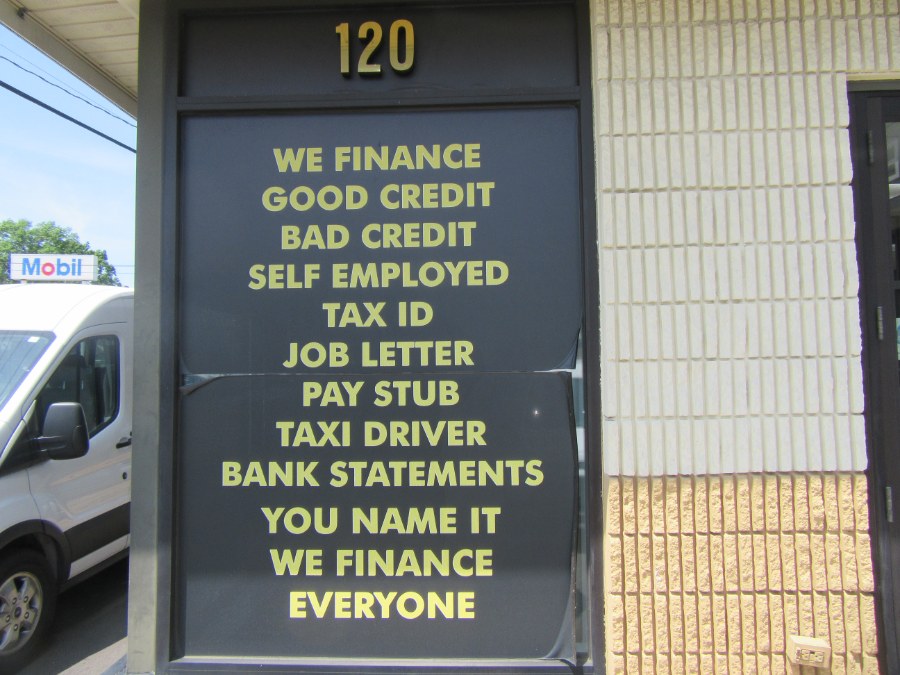 120
WE FINANCE
GOOD CREDIT
BAD CREDIT
SELF EMPLOYED
TAX ID
JOB LETTER
PAY STUB
TAXI DRIVER
BANK STATEMENTS
YOU NAME IT
WE FINANCE
EVERYONE
Mobil